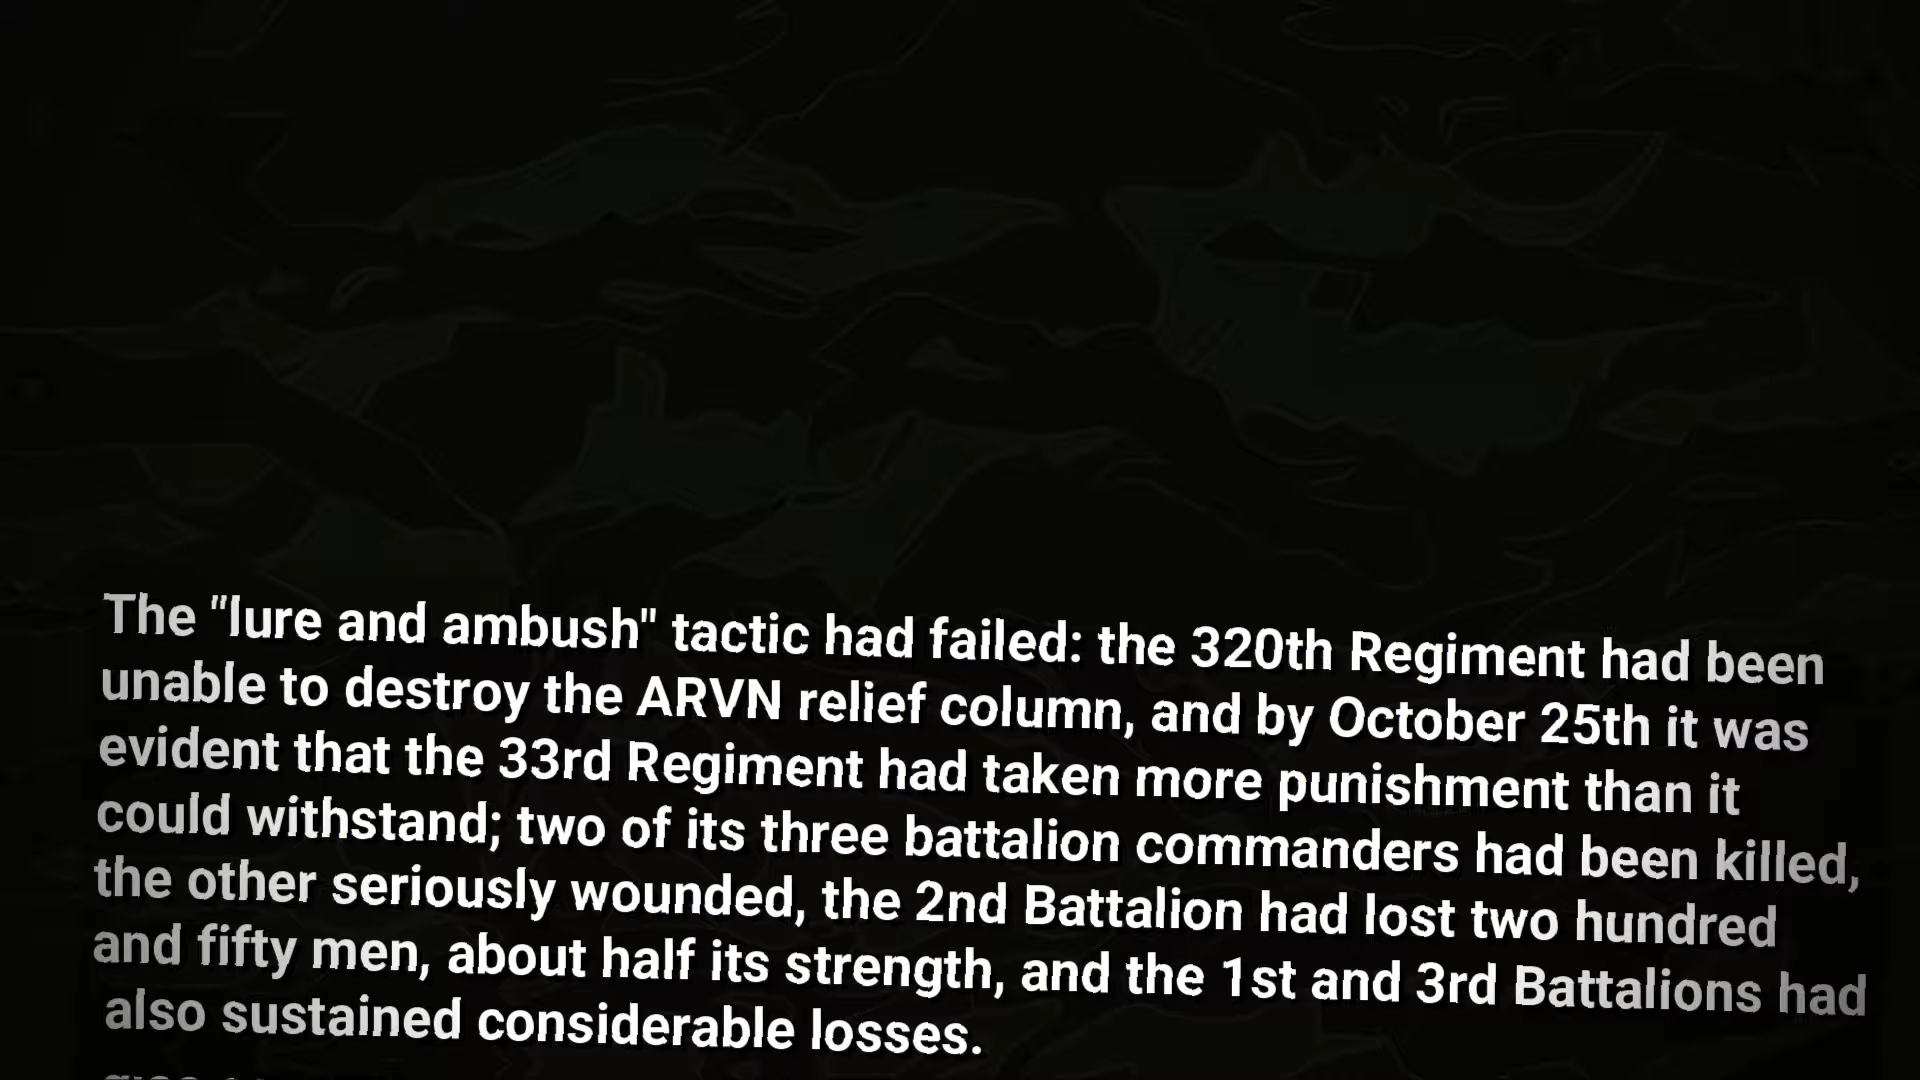 The "lure and ambush" tactic had failed: the 320th Regiment had been
unable to destroy the ARVN relief column, and by October 25th it was
evident that the 33rd Regiment had taken more punishment than it
could withstand; two of its three battalion commanders had been killed,
the other seriously wounded, the 2nd Battalion had lost two hundred
and fifty men, about half its strength, and the 1st and 3rd Battalions had
also sustained considerable losses.